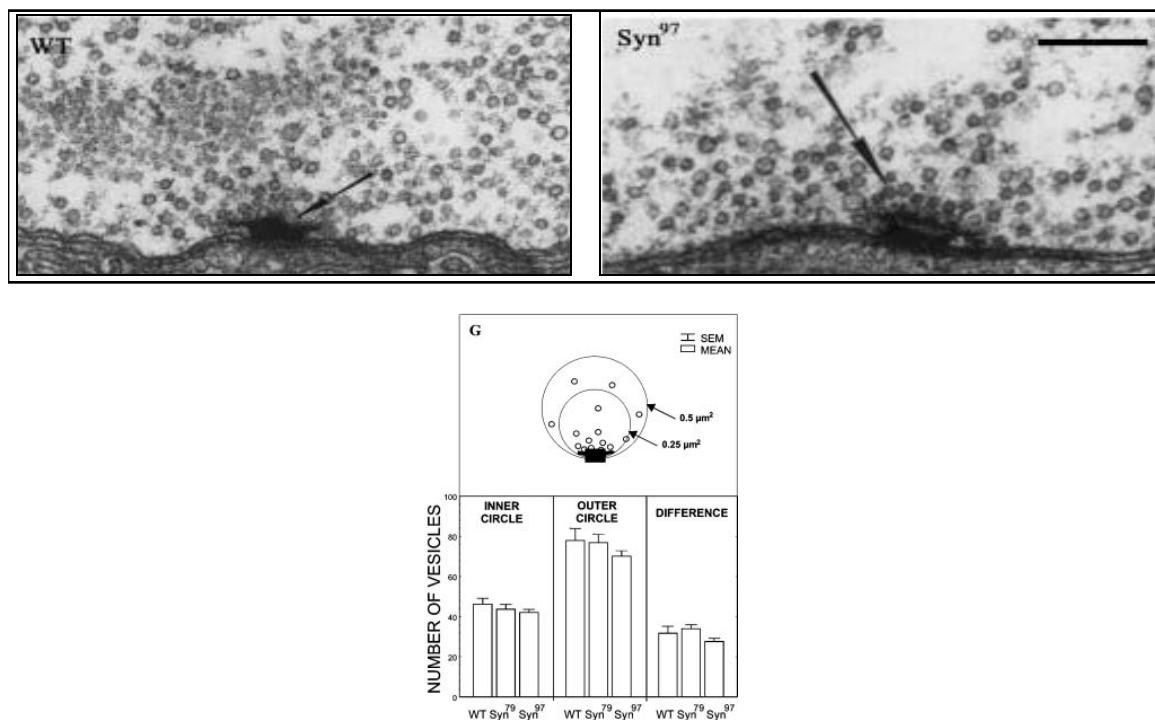 WT
Syn⁹⁷
G
SEM
MEAN
0.5 µm²
0.25 µm²
NUMBER OF VESICLES
100
80
60
40
20
0
INNER
CIRCLE
OUTER
CIRCLE
DIFFERENCE
WT Syn⁷⁹ Syn⁹⁷
WT Syn⁷⁹ Syn⁹⁷
WT Syn⁷⁹ Syn⁹⁷